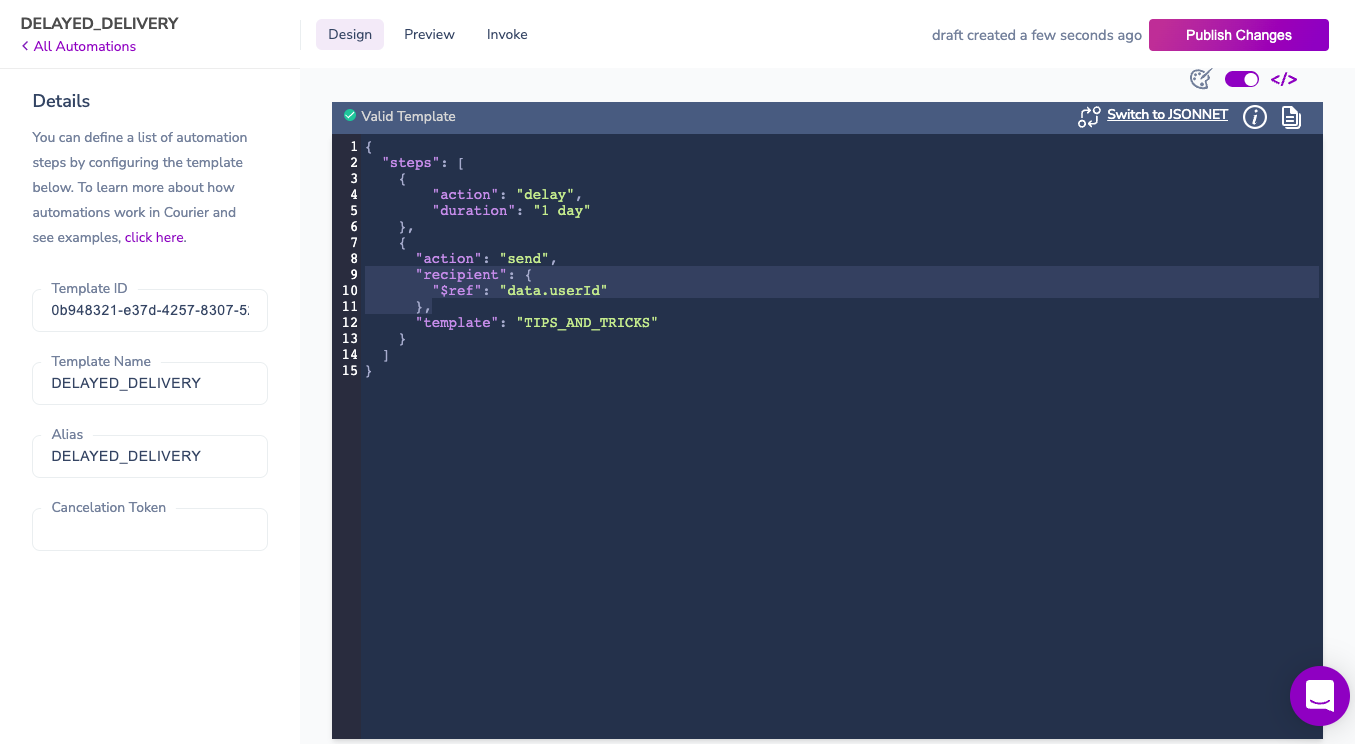 DELAYED_DELIVERY
All Automations
Design
Preview
Invoke
draft created a few seconds ago
Publish Changes
Details
You can define a list of automation
steps by configuring the template
below. To learn more about how
automations work in Courier and
see examples, click here.
Template ID
0b948321-e37d-4257-8307-5
Template Name
DELAYED_DELIVERY
Alias
DELAYED_DELIVERY
Cancelation Token
</>
Valid Template
Switch to JSONNET
1 {
2   "steps": [
3     {
4         "action": "delay",
5         "duration": "1 day"
6     },
7     {
8       "action": "send",
9       "recipient": {
10         "$ref": "data.userId"
11       },
12       "template": "TIPS_AND_TRICKS"
13     }
14   ]
15 }